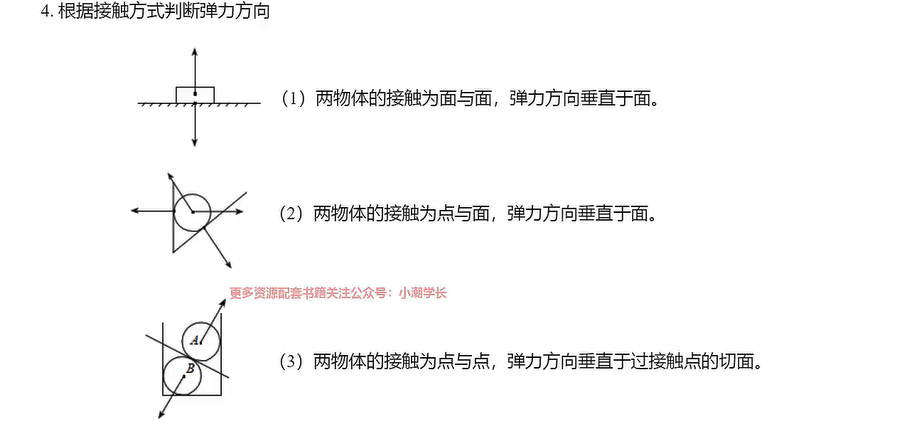 4. 根据接触方式判断弹力方向
（1）两物体的接触为面与面，弹力方向垂直于面。
（2）两物体的接触为点与面，弹力方向垂直于面。
更多资源配套书籍关注公众号：小潮学长
A
B
（3）两物体的接触为点与点，弹力方向垂直于过接触点的切面。